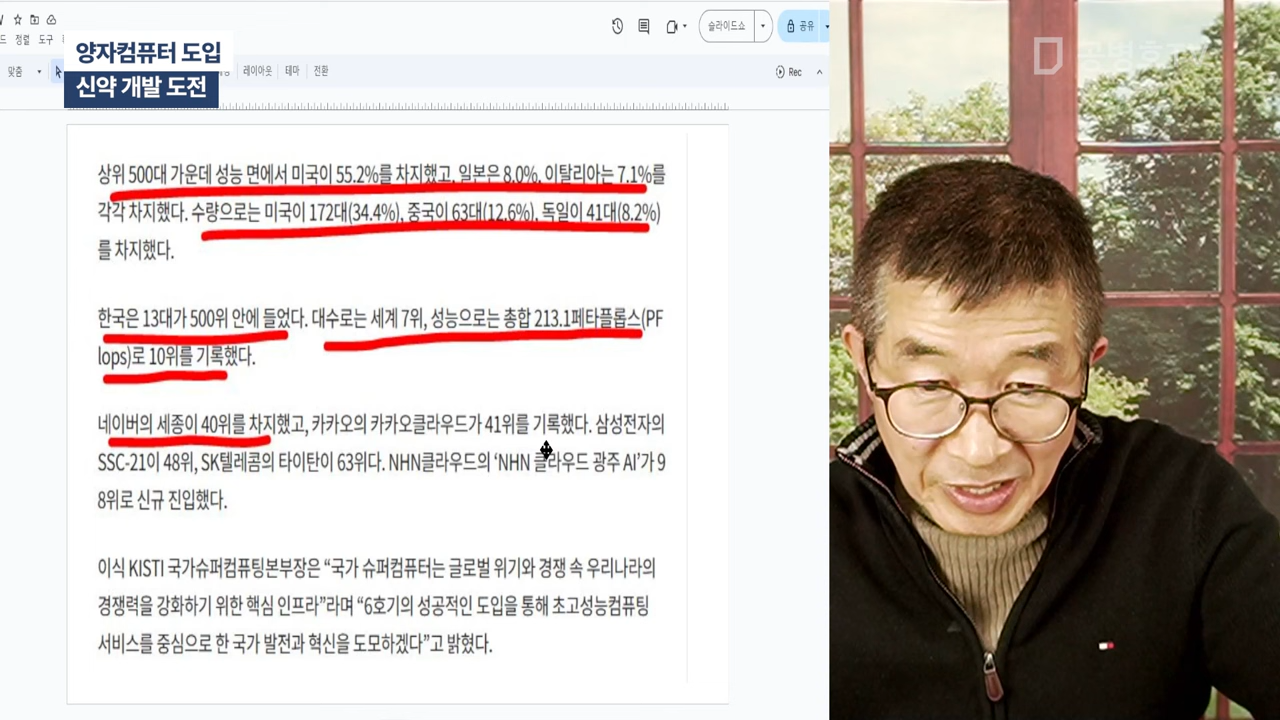 양자컴퓨터 도입
신약 개발 도전
정렬 도구
맞춤
레이아웃 테마 전환
슬라이드쇼
공유
Rec
공병호
상위 500대 가운데 성능 면에서 미국이 55.2%를 차지했고, 일본은 8.0%, 이탈리아는 7.1%를
각각 차지했다. 수량으로는 미국이 172대(34.4%), 중국이 63대(12.6%), 독일이 41대(8.2%)
를 차지했다.
한국은 13대가 500위 안에 들었다. 대수로는 세계 7위, 성능으로는 총합 213.1페타플롭스(PF
lops)로 10위를 기록했다.
네이버의 세종이 40위를 차지했고, 카카오의 카카오클라우드가 41위를 기록했다. 삼성전자의
SSC-21이 48위, SK텔레콤의 타이탄이 63위다. NHN클라우드의 ‘NHN 클라우드 광주 AI’가 9
8위로 신규 진입했다.
이식 KISTI 국가슈퍼컴퓨팅본부장은 “국가 슈퍼컴퓨터는 글로벌 위기와 경쟁 속 우리나라의
경쟁력을 강화하기 위한 핵심 인프라”라며 “6호기의 성공적인 도입을 통해 초고성능컴퓨팅
서비스를 중심으로 한 국가 발전과 혁신을 도모하겠다”고 밝혔다.